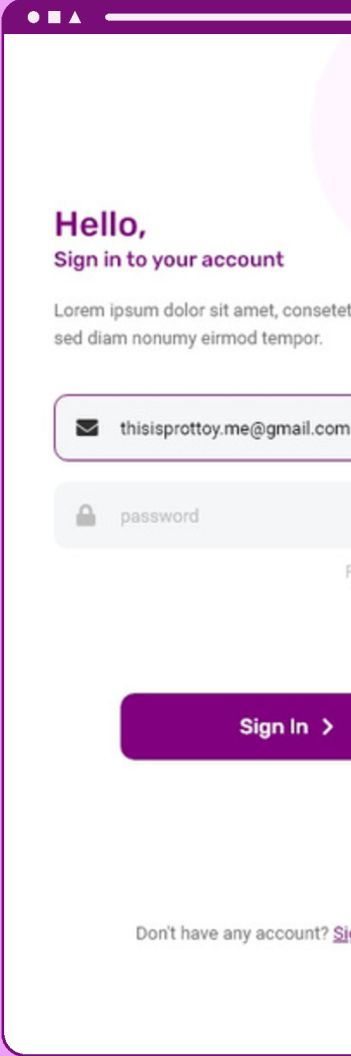 Hello,
Sign in to your account
Lorem ipsum dolor sit amet,
sed diam nonumy eirmod tempor.
thisisprottoy.me@gmail.com
password
Sign In
Don't have any account?